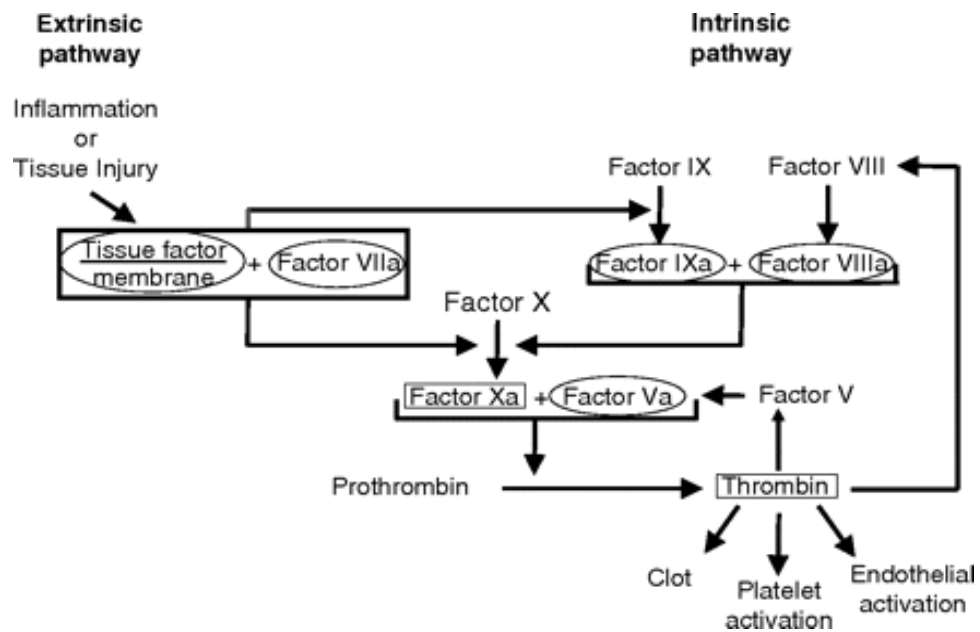 Extrinsic
pathway
Intrinsic
pathway
Inflammation
or
Tissue Injury
Factor IX
Factor VIII
Tissue factor
membrane
+ Factor VIIa
Factor IXa + Factor VIIIa
Factor X
Factor Xa + Factor Va
Factor V
Prothrombin
Thrombin
Clot
Platelet
activation
Endothelial
activation